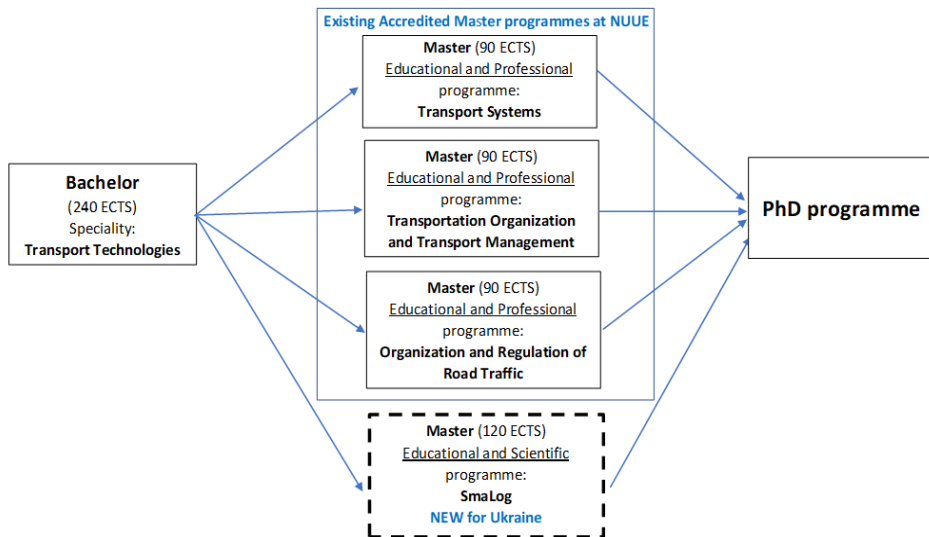 Existing Accredited Master programmes at NUUE
Master (90 ECTS)
Educational and Professional
programme:
Transport Systems
Master (90 ECTS)
Educational and Professional
programme:
Transportation Organization
and Transport Management
Master (90 ECTS)
Educational and Professional
programme:
Organization and Regulation of
Road Traffic
Bachelor
(240 ECTS)
Speciality:
Transport Technologies
PhD programme
Master (120 ECTS)
Educational and Scientific
programme:
SmaLog
NEW for Ukraine